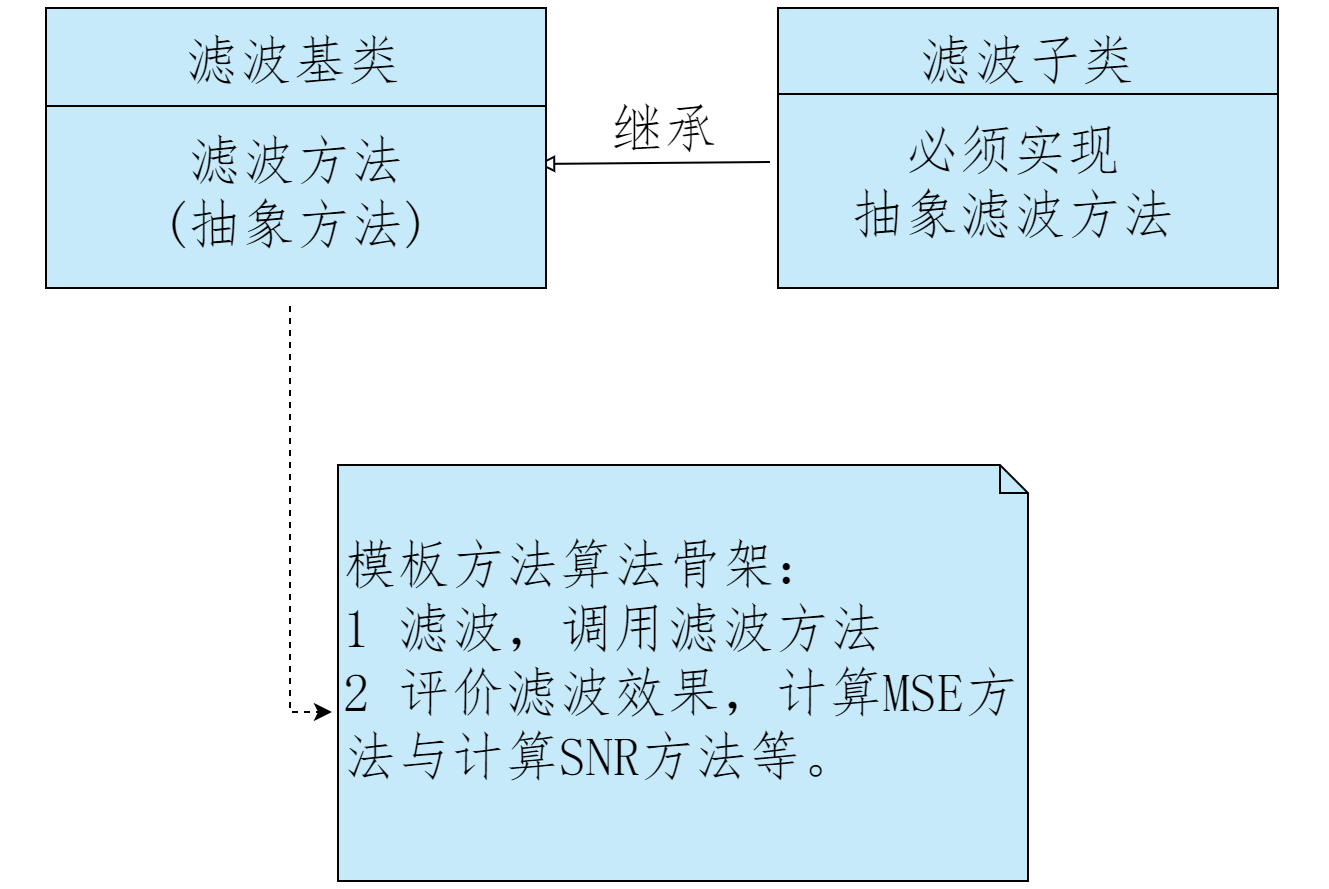 滤波基类
滤波方法
(抽象方法)
继承
滤波子类
必须实现
抽象滤波方法
模板方法算法骨架：
1 滤波，调用滤波方法
2 评价滤波效果，计算MSE方
法与计算SNR方法等。